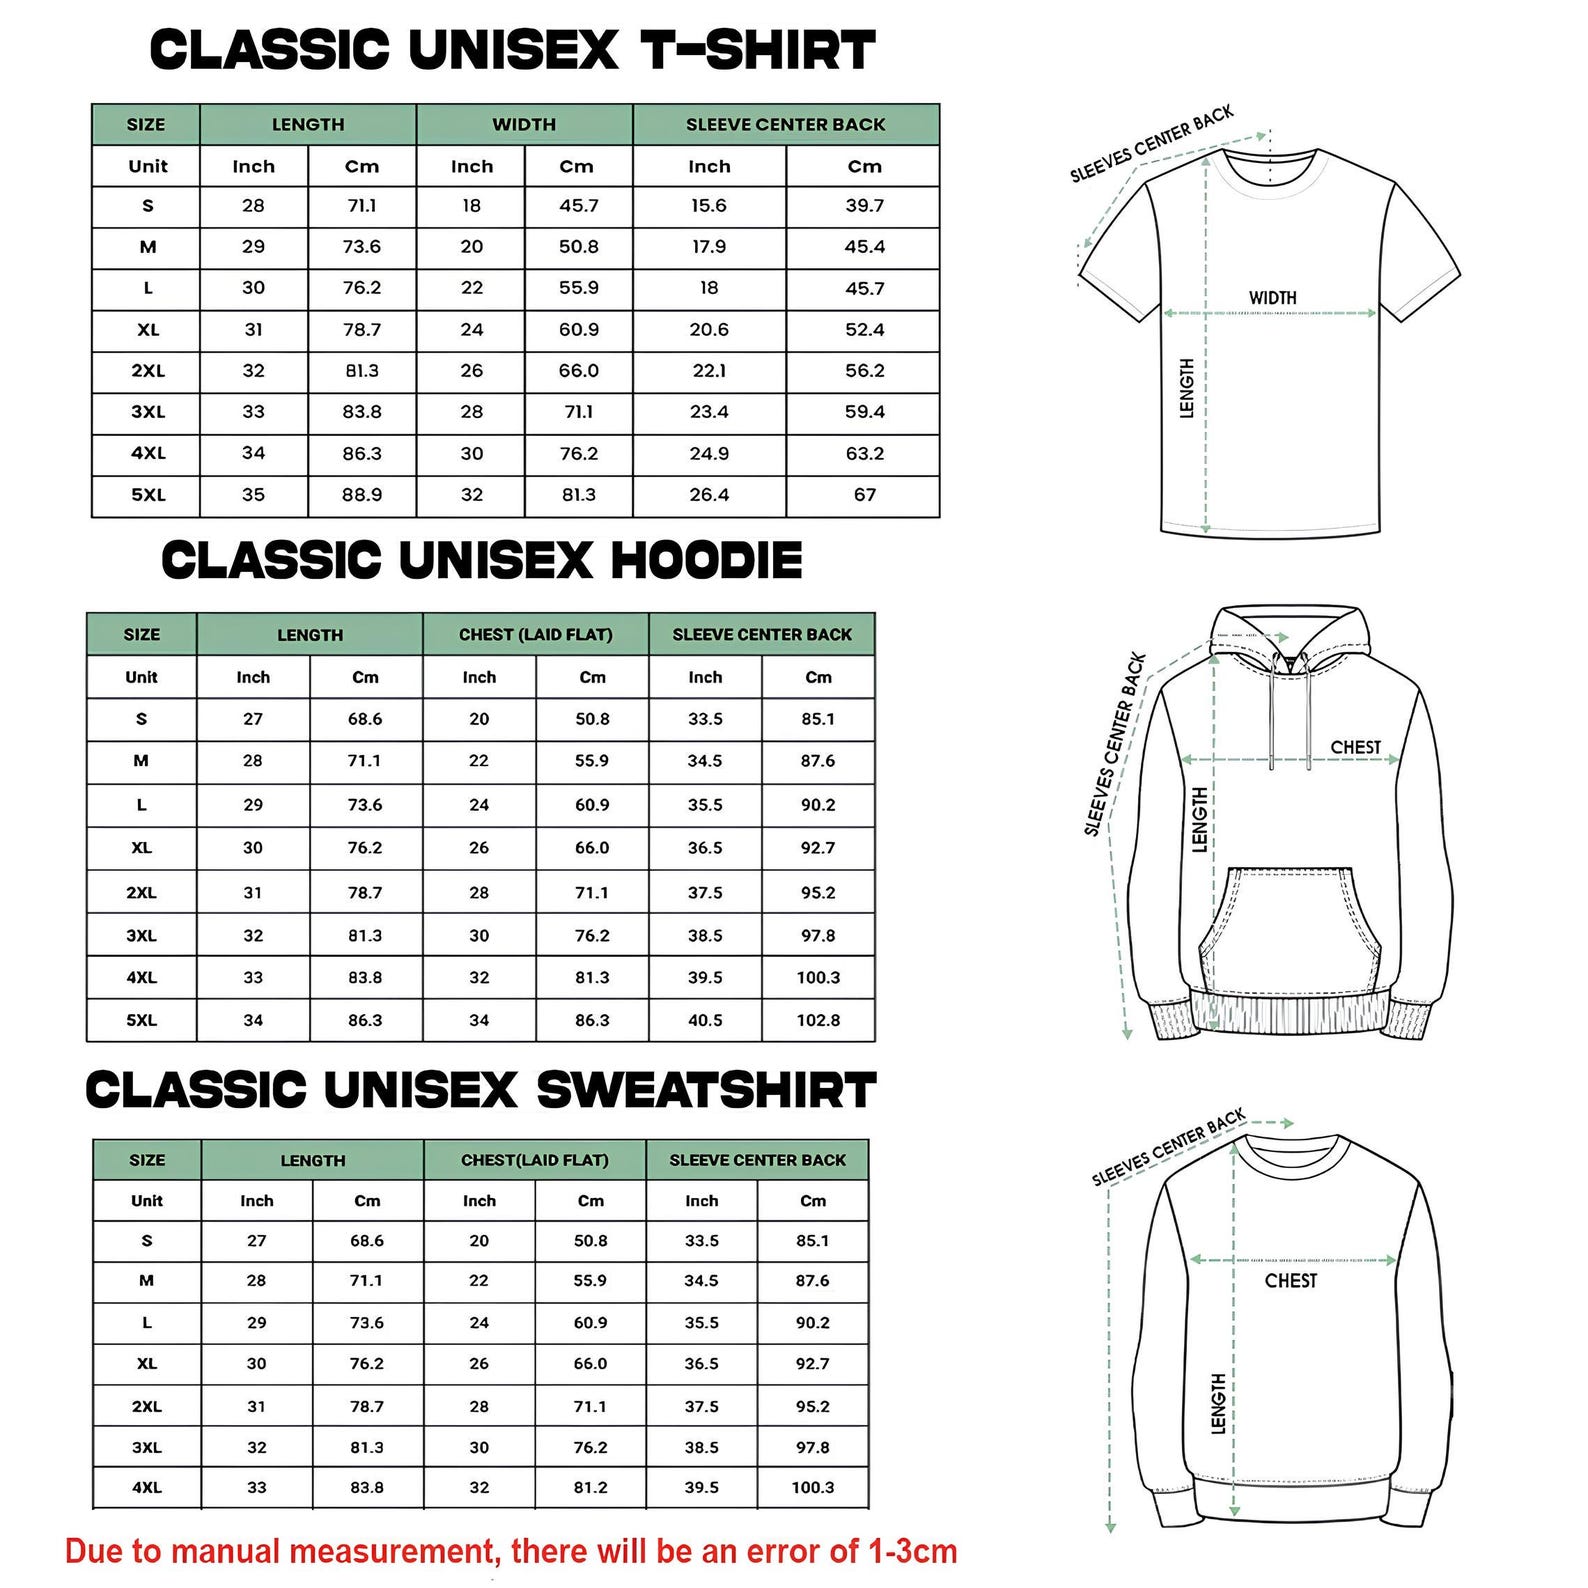 CLASSIC UNISEX T-SHIRT
SIZE LENGTH WIDTH SLEEVE CENTER BACK
Unit Inch Cm Inch Cm Inch Cm
S 28 71.1 18 45.7 15.6 39.7
M 29 73.6 20 50.8 17.9 45.4
L 30 76.2 22 55.9 18 45.7
XL 31 78.7 24 60.9 20.6 52.4
2XL 32 81.3 26 66.0 22.1 56.2
3XL 33 83.8 28 71.1 23.4 59.4
4XL 34 86.3 30 76.2 24.9 63.2
5XL 35 88.9 32 81.3 26.4 67
SLEEVES CENTER BACK
WIDTH
LENGTH
CLASSIC UNISEX HOODIE
SIZE LENGTH CHEST (LAID FLAT) SLEEVE CENTER BACK
Unit Inch Cm Inch Cm Inch Cm
S 27 68.6 20 50.8 33.5 85.1
M 28 71.1 22 55.9 34.5 87.6
L 29 73.6 24 60.9 35.5 90.2
XL 30 76.2 26 66.0 36.5 92.7
2XL 31 78.7 28 71.1 37.5 95.2
3XL 32 81.3 30 76.2 38.5 97.8
4XL 33 83.8 32 81.3 39.5 100.3
5XL 34 86.3 34 86.3 40.5 102.8
SLEEVES CENTER BACK
CHEST
LENGTH
CLASSIC UNISEX SWEATSHIRT
SIZE LENGTH CHEST(LAID FLAT) SLEEVE CENTER BACK
Unit Inch Cm Inch Cm Inch Cm
S 27 68.6 20 50.8 33.5 85.1
M 28 71.1 22 55.9 34.5 87.6
L 29 73.6 24 60.9 35.5 90.2
XL 30 76.2 26 66.0 36.5 92.7
2XL 31 78.7 28 71.1 37.5 95.2
3XL 32 81.3 30 76.2 38.5 97.8
4XL 33 83.8 32 81.2 39.5 100.3
SLEEVES CENTER BACK
CHEST
LENGTH
Due to manual measurement, there will be an error of 1-3cm